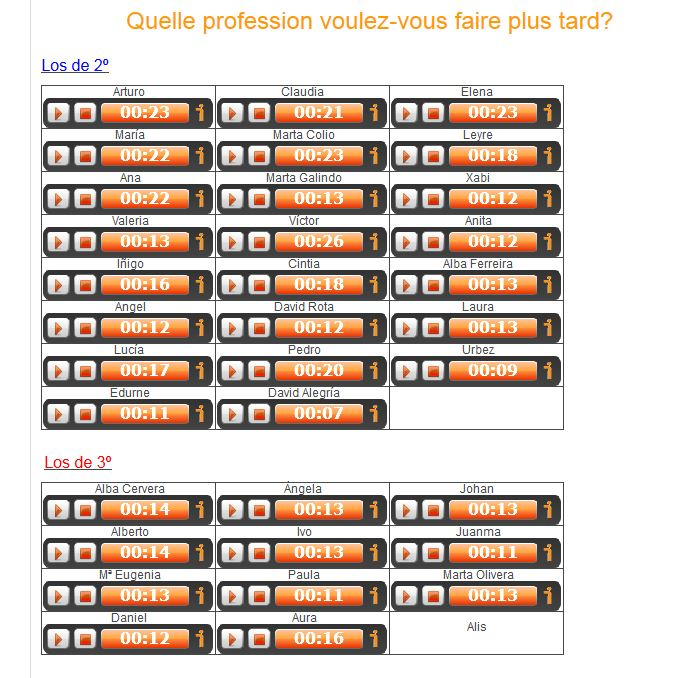 Quelle profession voulez-vous faire plus tard?
Los de 2º
Arturo Claudia Elena
00:23 00:21 00:23
María Marta Colio Leyre
00:22 00:23 00:18
Ana Marta Galindo Xabi
00:22 00:13 00:12
Valeria Víctor Anita
00:13 00:26 00:12
Iñigo Cintia Alba Ferreira
00:16 00:18 00:13
Angel David Rota Laura
00:12 00:12 00:13
Lucía Pedro Urbez
00:17 00:20 00:09
Edurne David Alegría
00:11 00:07
Los de 3º
Alba Cervera Ángela Johan
00:14 00:13 00:13
Alberto Ivo Juanma
00:14 00:13 00:11
Mª Eugenia Paula Marta Olivera
00:13 00:11 00:13
Daniel Aura Alis
00:12 00:16